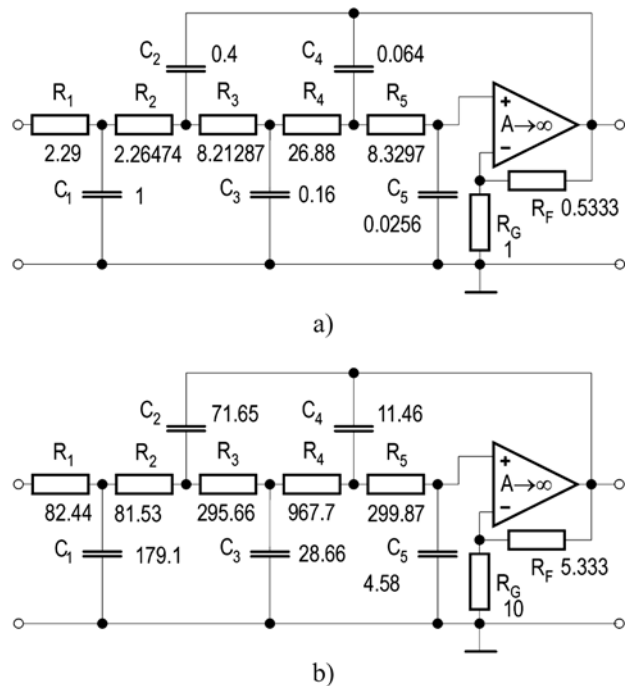 C2 0.4 C4 0.064
R1 R2 R3 R4 R5
+
A→∞
2.29 2.26474 8.21287 26.88 8.3297
−
C1 1 C3 0.16 C5
0.0256
RF 0.5333
RG
1
a)
C2 71.65 C4 11.46
R1 R2 R3 R4 R5
+
A→∞
82.44 81.53 295.66 967.7 299.87
−
C1 179.1 C3 28.66 C5
4.58
RF 5.333
RG
10
b)